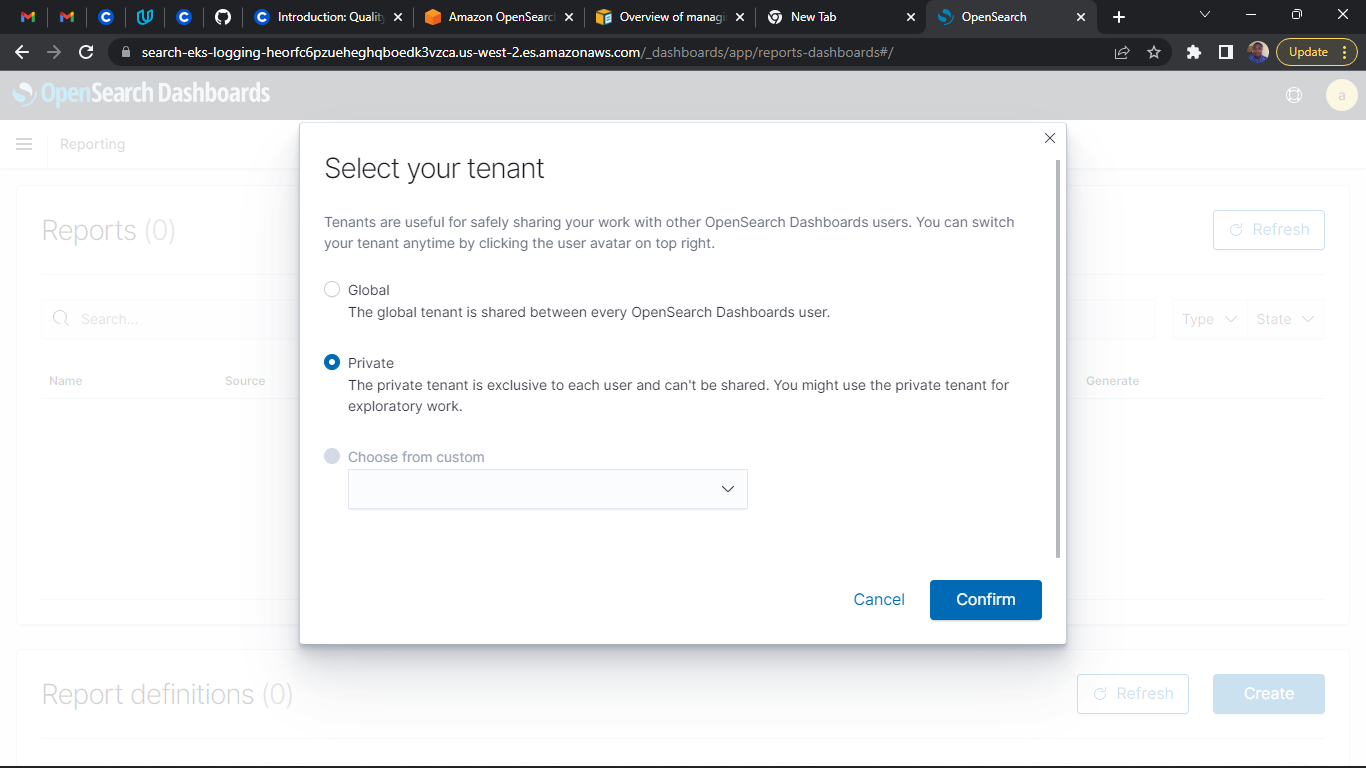 Introduction: Quality
Amazon OpenSearc
Overview of managi
New Tab
OpenSearch
search-eks-logging-heorfc6pzueheghqboedk3vzca.us-west-2.es.amazonaws.com/_dashboards/app/reports-dashboards#/
Update
OpenSearch Dashboards
a
Reporting
Select your tenant
Tenants are useful for safely sharing your work with other OpenSearch Dashboards users. You can switch
your tenant anytime by clicking the user avatar on top right.
Global
The global tenant is shared between every OpenSearch Dashboards user.
Private
The private tenant is exclusive to each user and can't be shared. You might use the private tenant for
exploratory work.
Choose from custom
Cancel
Confirm
Reports (0)
Refresh
Search...
Type
State
Name
Source
Generate
Report definitions (0)
Refresh
Create